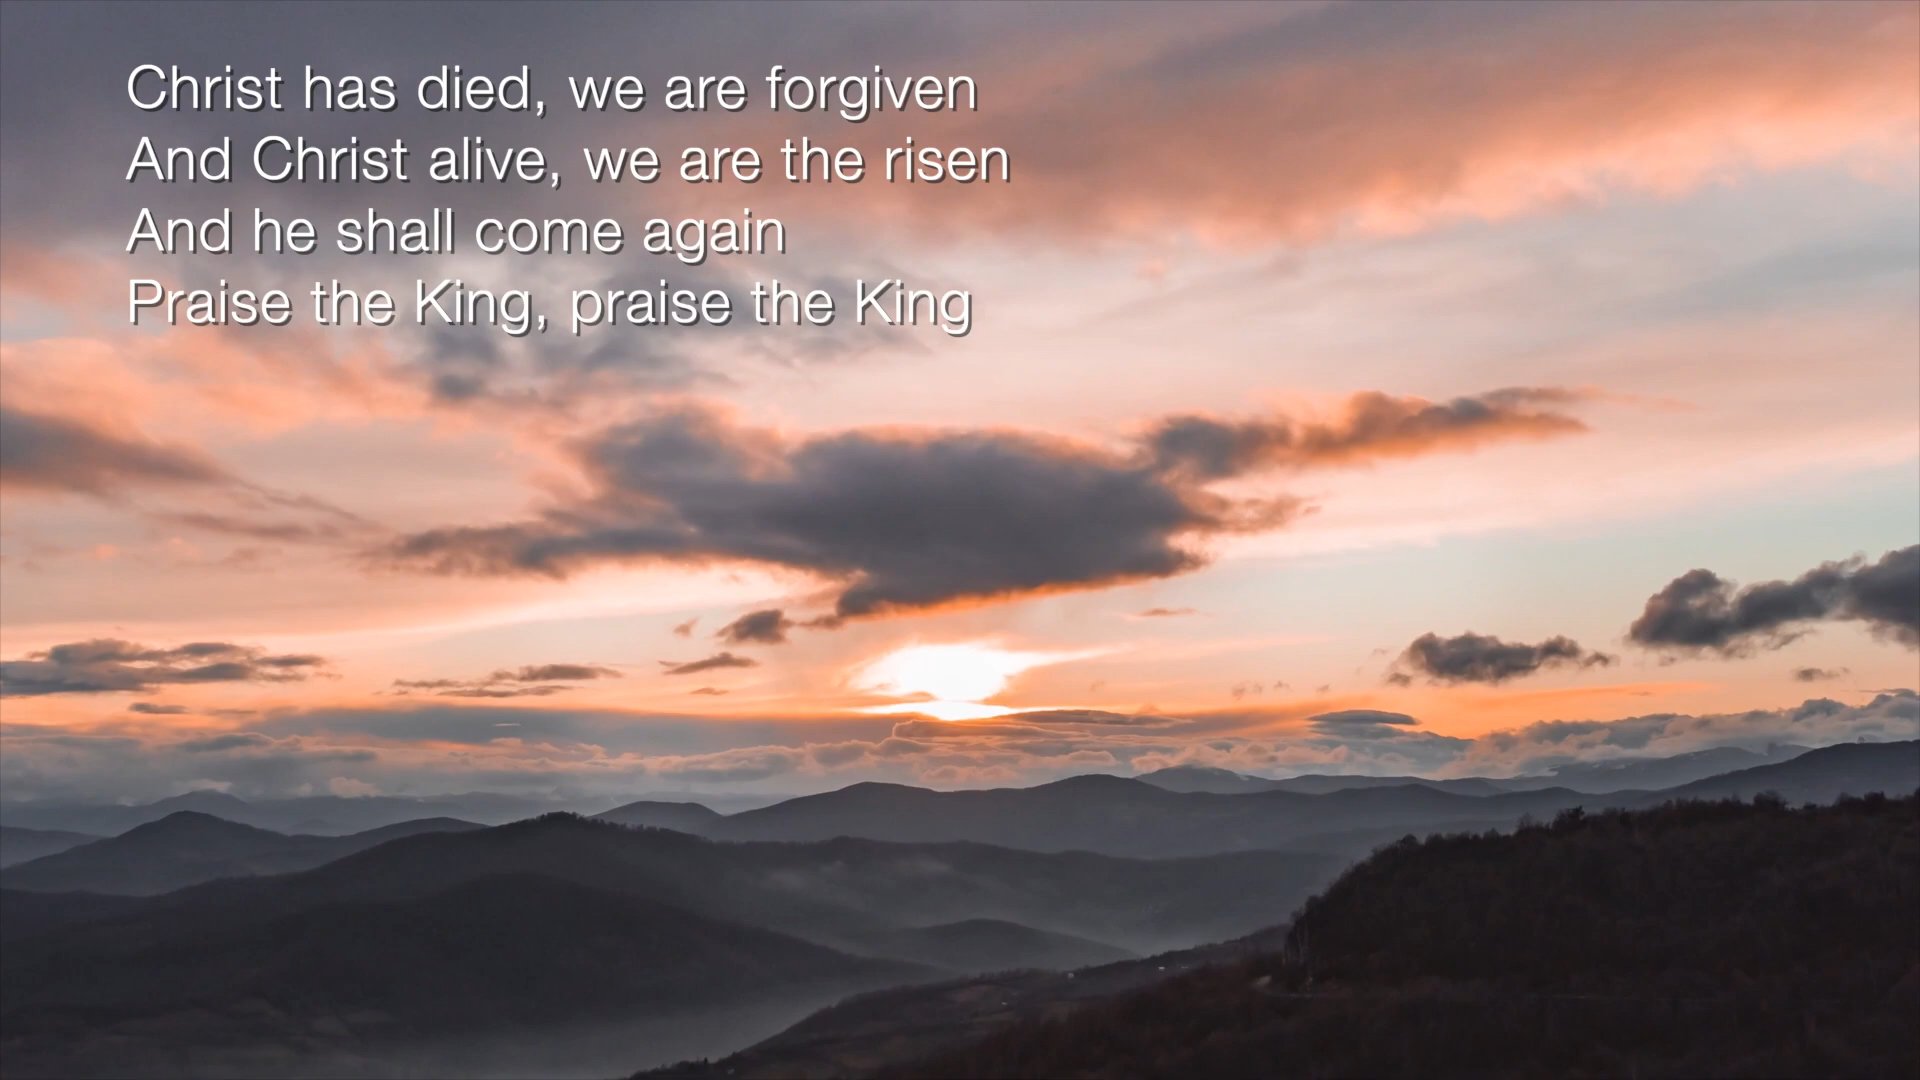 Christ has died, we are forgiven
And Christ alive, we are the risen
And he shall come again
Praise the King, praise the King